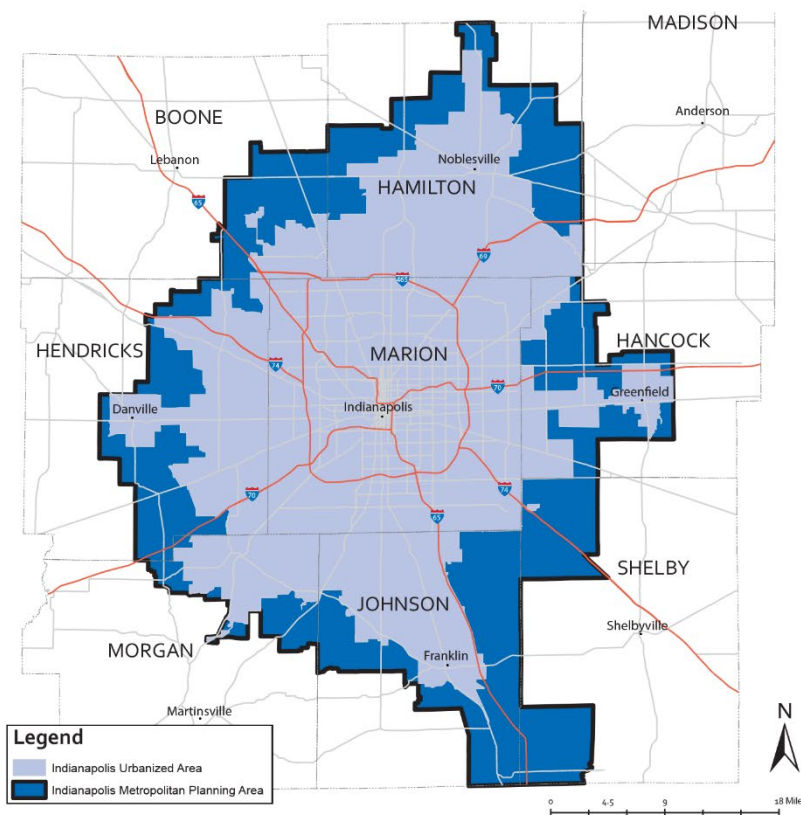 MADISON
BOONE
Anderson
Lebanon
Noblesville
HAMILTON
65
69
465
HENDRICKS
MARION
HANCOCK
74
70
Greenfield
Danville
Indianapolis
70
74
65
SHELBY
JOHNSON
Shelbyville
MORGAN
Franklin
Martinsville
N
Legend
Indianapolis Urbanized Area
Indianapolis Metropolitan Planning Area
0 4.5 9 18 Mile